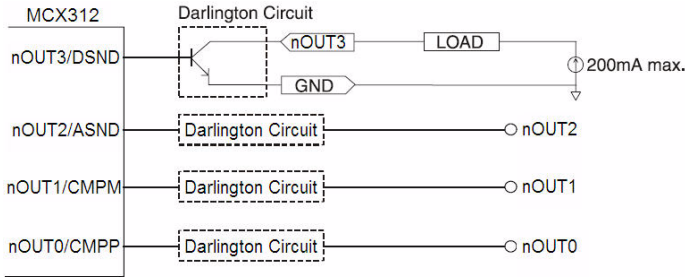 MCX312
Darlington Circuit
nOUT3/DSND
nOUT3
LOAD
200mA max.
GND
nOUT2/ASND
Darlington Circuit
nOUT2
nOUT1/CMPM
Darlington Circuit
nOUT1
nOUT0/CMPP
Darlington Circuit
nOUT0